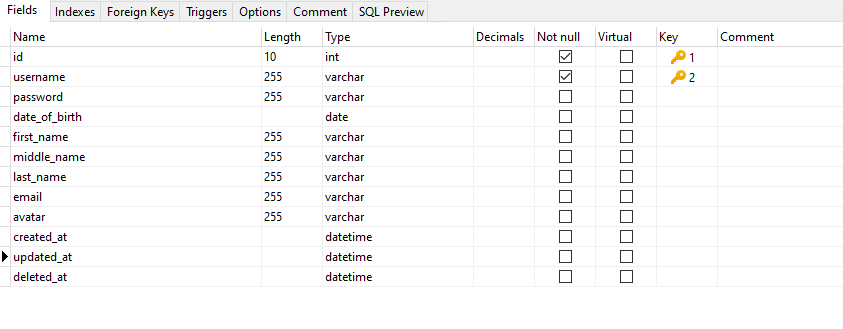 Fields Indexes Foreign Keys Triggers Options Comment SQL Preview
Name Length Type Decimals Not null Virtual Key Comment
id 10 int 1
username 255 varchar 2
password 255 varchar
date_of_birth date
first_name 255 varchar
middle_name 255 varchar
last_name 255 varchar
email 255 varchar
avatar 255 varchar
created_at datetime
updated_at datetime
deleted_at datetime